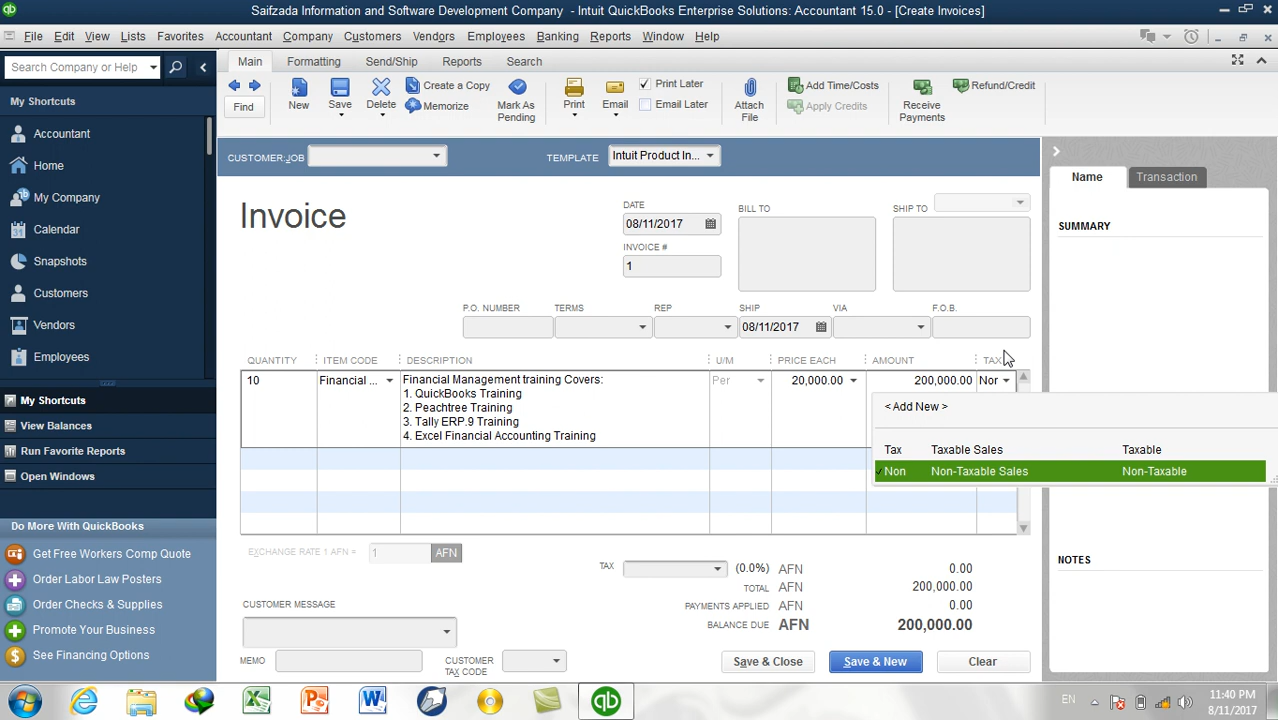 Saifzada Information and Software Development Company - Intuit QuickBooks Enterprise Solutions: Accountant 15.0 - [Create Invoices]
File Edit View Lists Favorites Accountant Company Customers Vendors Employees Banking Reports Window Help
Search Company or Help
My Shortcuts
Accountant
Home
My Company
Calendar
Snapshots
Customers
Vendors
Employees
My Shortcuts
View Balances
Run Favorite Reports
Open Windows
Do More With QuickBooks
Get Free Workers Comp Quote
Order Labor Law Posters
Order Checks & Supplies
Promote Your Business
See Financing Options
Main Formatting Send/Ship Reports Search
Find
New
Save
Delete
Create a Copy
Memorize
Mark As
Pending
Print
Email
Print Later
Email Later
Attach
File
Add Time/Costs
Apply Credits
Receive
Payments
Refund/Credit
CUSTOMER:JOB
TEMPLATE Intuit Product In...
Invoice
DATE
08/11/2017
INVOICE #
1
BILL TO
SHIP TO
P.O. NUMBER TERMS REP SHIP VIA F.O.B.
08/11/2017
QUANTITY ITEM CODE DESCRIPTION U/M PRICE EACH AMOUNT TAX
10 Financial ... Financial Management training Covers: Per 20,000.00 200,000.00 Nor
1. QuickBooks Training
2. Peachtree Training
3. Tally ERP.9 Training
4. Excel Financial Accounting Training
< Add New >
Tax Taxable Sales Taxable
✓ Non Non-Taxable Sales Non-Taxable
EXCHANGE RATE 1 AFN = 1 AFN
TAX (0.0%) AFN 0.00
TOTAL AFN 200,000.00
PAYMENTS APPLIED AFN 0.00
BALANCE DUE AFN 200,000.00
CUSTOMER MESSAGE
MEMO
CUSTOMER
TAX CODE
Save & Close Save & New Clear
Name Transaction
SUMMARY
NOTES
EN
11:40 PM
8/11/2017